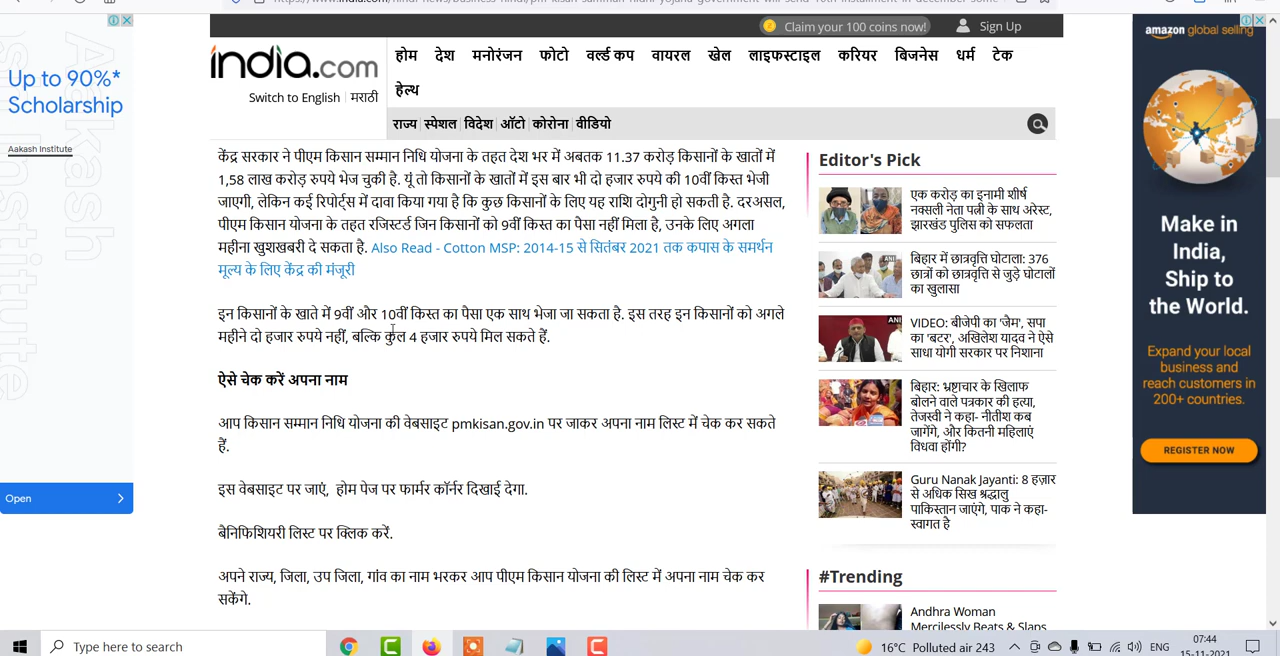 Up to 90%*
Scholarship
Aakash Institute
Open
Claim your 100 coins now!
Sign Up
india.com
Switch to English
मराठी
होम देश मनोरंजन फोटो वर्ल्ड कप वायरल खेल लाइफस्टाइल करियर बिजनेस धर्म टेक
हेल्थ
राज्य स्पेशल विदेश ऑटो कोरोना वीडियो
केंद्र सरकार ने पीएम किसान सम्मान निधि योजना के तहत देश भर में अबतक 11.37 करोड़ किसानों के खातों में
1,58 लाख करोड़ रुपये भेज चुकी है. यूं तो किसानों के खातों में इस बार भी दो हजार रुपये की 10वीं किस्त भेजी
जाएगी, लेकिन कई रिपोर्ट्स में दावा किया गया है कि कुछ किसानों के लिए यह राशि दोगुनी हो सकती है. दरअसल,
पीएम किसान योजना के तहत रजिस्टर्ड जिन किसानों को 9वीं किस्त का पैसा नहीं मिला है, उनके लिए अगला
महीना खुशखबरी दे सकता है. Also Read - Cotton MSP: 2014-15 से सितंबर 2021 तक कपास के समर्थन
मूल्य के लिए केंद्र की मंजूरी
इन किसानों के खाते में 9वीं और 10वीं किस्त का पैसा एक साथ भेजा जा सकता है. इस तरह इन किसानों को अगले
महीने दो हजार रुपये नहीं, बल्कि कुल 4 हजार रुपये मिल सकते हैं.
ऐसे चेक करें अपना नाम
आप किसान सम्मान निधि योजना की वेबसाइट pmkisan.gov.in पर जाकर अपना नाम लिस्ट में चेक कर सकते
हैं.
इस वेबसाइट पर जाएं, होम पेज पर फार्मर कॉर्नर दिखाई देगा.
बैनिफिशियरी लिस्ट पर क्लिक करें.
अपने राज्य, जिला, उप जिला, गांव का नाम भरकर आप पीएम किसान योजना की लिस्ट में अपना नाम चेक कर
सकेंगे.
Editor's Pick
एक करोड़ का इनामी शीर्ष
नक्सली नेता पत्नी के साथ अरेस्ट,
झारखंड पुलिस को सफलता
बिहार में छात्रवृत्ति घोटाला: 376
छात्रों को छात्रवृत्ति से जुड़े घोटालों
का खुलासा
VIDEO: बीजेपी का 'जैम', सपा
का 'बटर', अखिलेश यादव ने ऐसे
साधा योगी सरकार पर निशाना
बिहार: भ्रष्टाचार के खिलाफ
बोलने वाले पत्रकार की हत्या,
तेजस्वी ने कहा- नीतीश कब
जागेंगे, और कितनी महिलाएं
विधवा होंगी?
Guru Nanak Jayanti: 8 हज़ार
से अधिक सिख श्रद्धालु
पाकिस्तान जाएंगे, पाक ने कहा-
स्वागत है
#Trending
Andhra Woman
Mercilessly Beats & Slaps
amazon global selling
Make in
India,
Ship to
the World.
Expand your local
business and
reach customers in
200+ countries.
REGISTER NOW
Type here to search
16°C Polluted air 243
ENG
07:44
15-11-2021